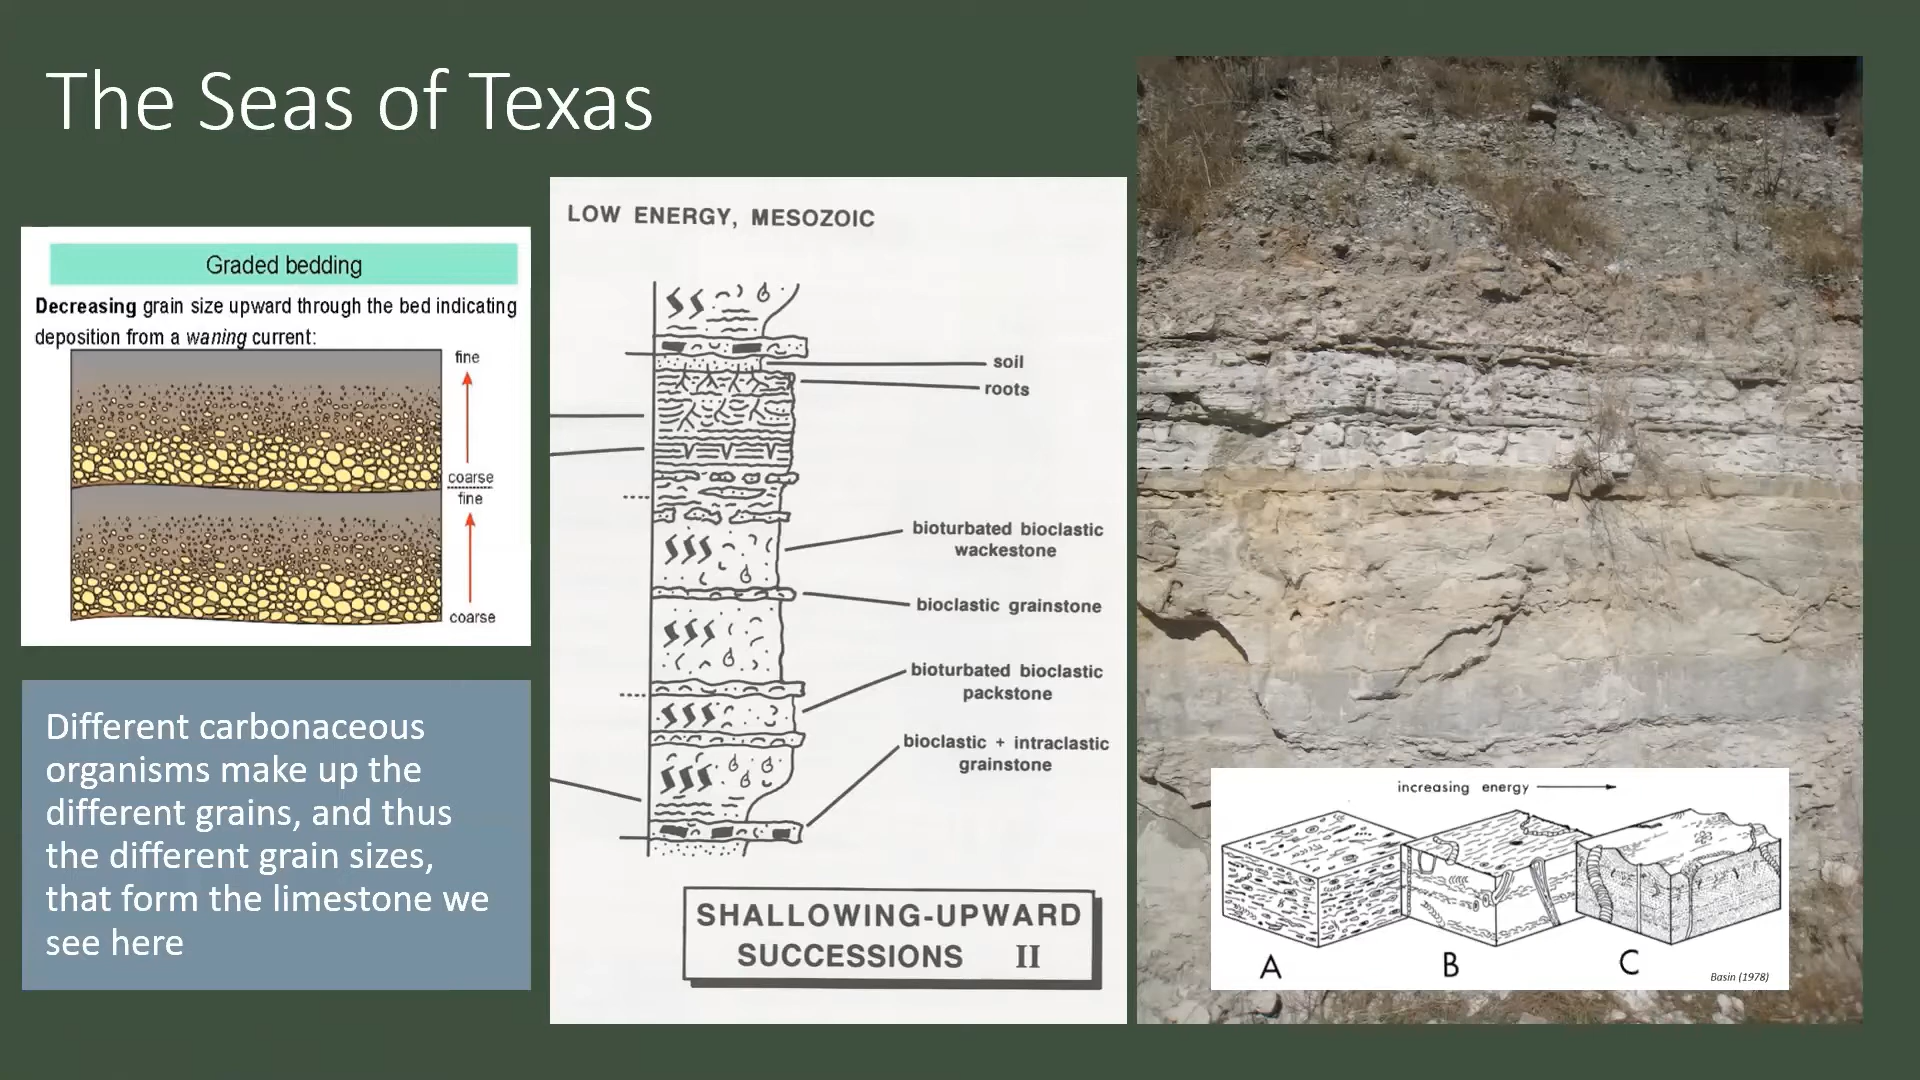 The Seas of Texas
Graded bedding
Decreasing grain size upward through the bed indicating
deposition from a waning current:
fine
coarse
fine
coarse
Different carbonaceous
organisms make up the
different grains, and thus
the different grain sizes,
that form the limestone we
see here
LOW ENERGY, MESOZOIC
soil
roots
bioturbated bioclastic
wackestone
bioclastic grainstone
bioturbated bioclastic
packstone
bioclastic + intraclastic
grainstone
SHALLOWING-UPWARD
SUCCESSIONS II
increasing energy
A
B
C
Basin (1978)